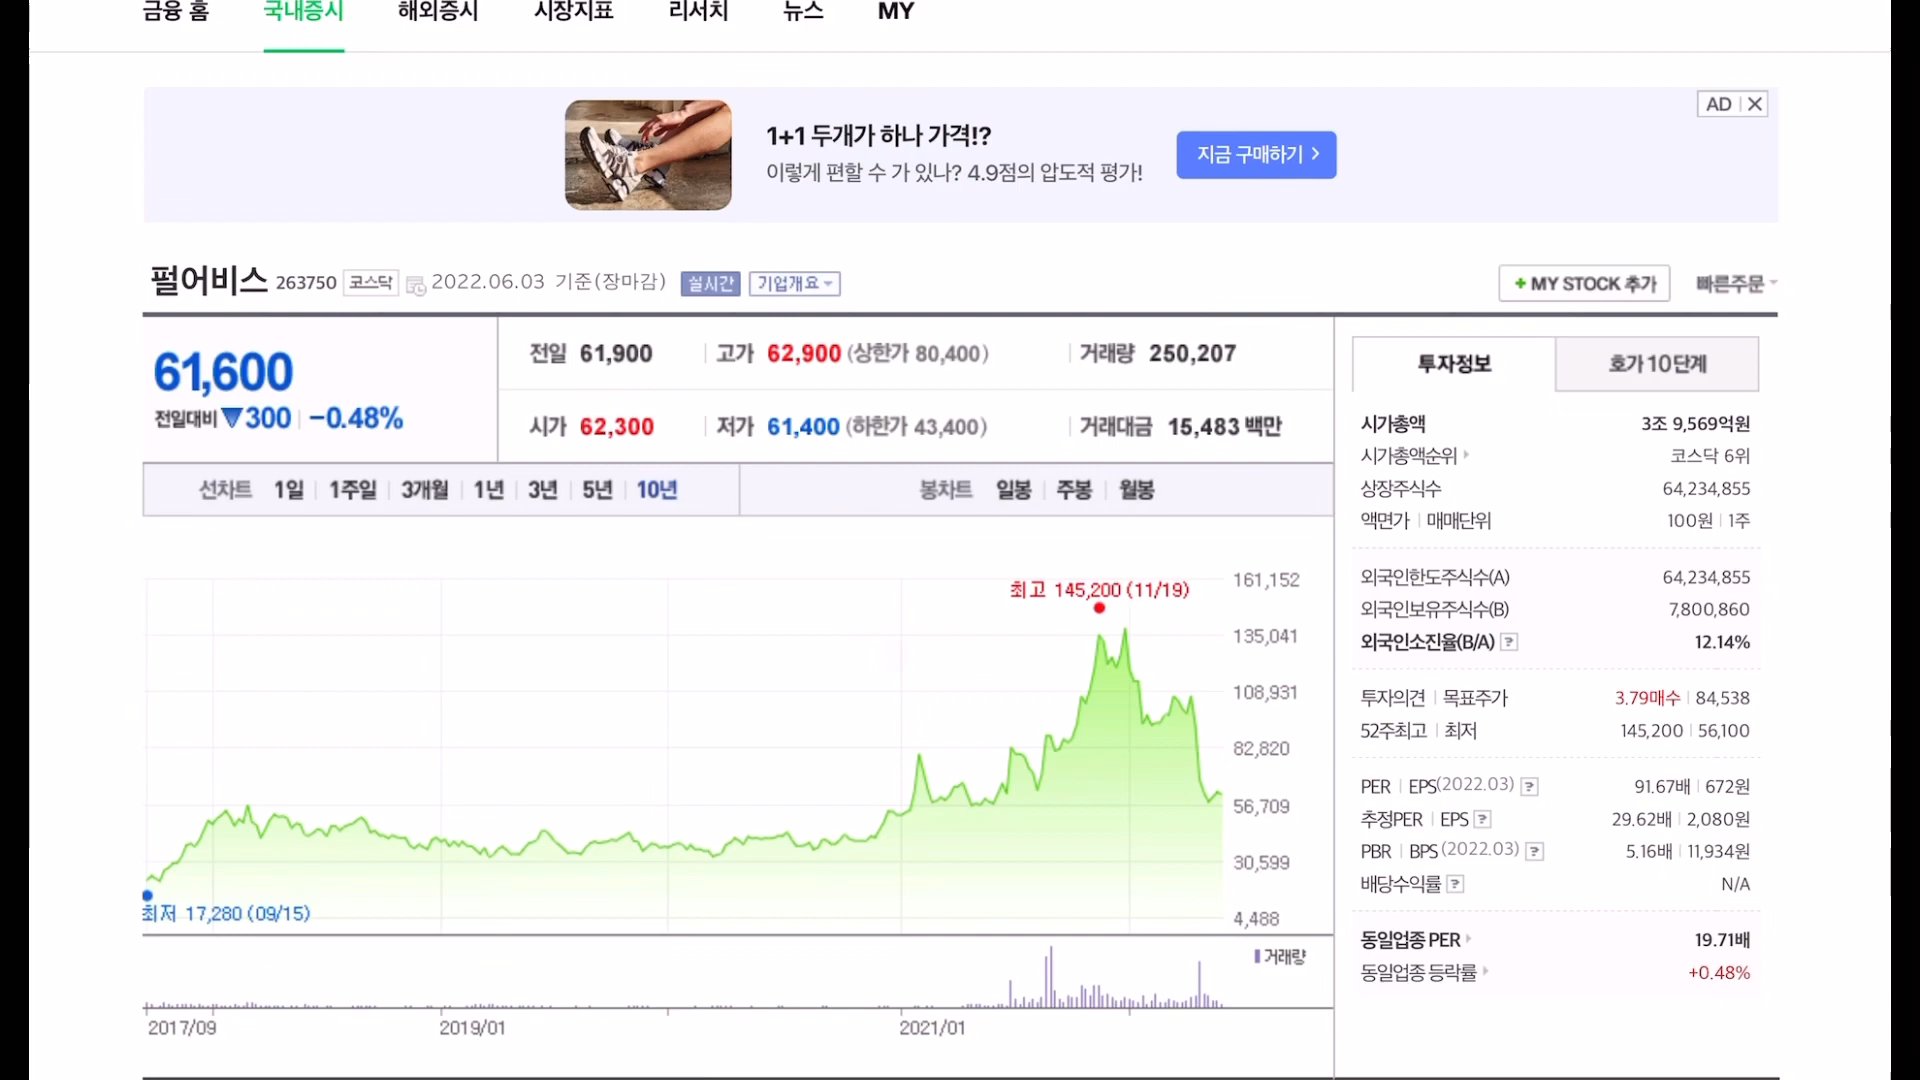 금융 홈 국내증시 해외증시 시장지표 리서치 뉴스 MY
AD
1+1 두개가 하나 가격!?
이렇게 편할 수 가 있나? 4.9점의 압도적 평가!
지금 구매하기 >
펄어비스 263750 코스닥 2022.06.03 기준(장마감) 실시간 기업개요
+ MY STOCK 추가 빠른주문
61,600
전일대비 ▼300 | -0.48%
전일 61,900 | 고가 62,900 (상한가 80,400) | 거래량 250,207
시가 62,300 | 저가 61,400 (하한가 43,400) | 거래대금 15,483 백만
선차트 1일 | 1주일 | 3개월 | 1년 | 3년 | 5년 | 10년
봉차트 일봉 | 주봉 | 월봉
최고 145,200 (11/19)
161,152
135,041
108,931
82,820
56,709
30,599
4,488
최저 17,280 (09/15)
거래량
2017/09 2019/01 2021/01
투자정보 호가 10단계
시가총액 3조 9,569억원
시가총액순위 코스닥 6위
상장주식수 64,234,855
액면가 | 매매단위 100원 | 1주
외국인한도주식수(A) 64,234,855
외국인보유주식수(B) 7,800,860
외국인소진율(B/A) ? 12.14%
투자의견 | 목표주가 3.79매수 | 84,538
52주최고 | 최저 145,200 | 56,100
PER | EPS(2022.03) ? 91.67배 | 672원
추정PER | EPS ? 29.62배 | 2,080원
PBR | BPS (2022.03) ? 5.16배 | 11,934원
배당수익률 ? N/A
동일업종 PER 19.71배
동일업종 등락률 +0.48%